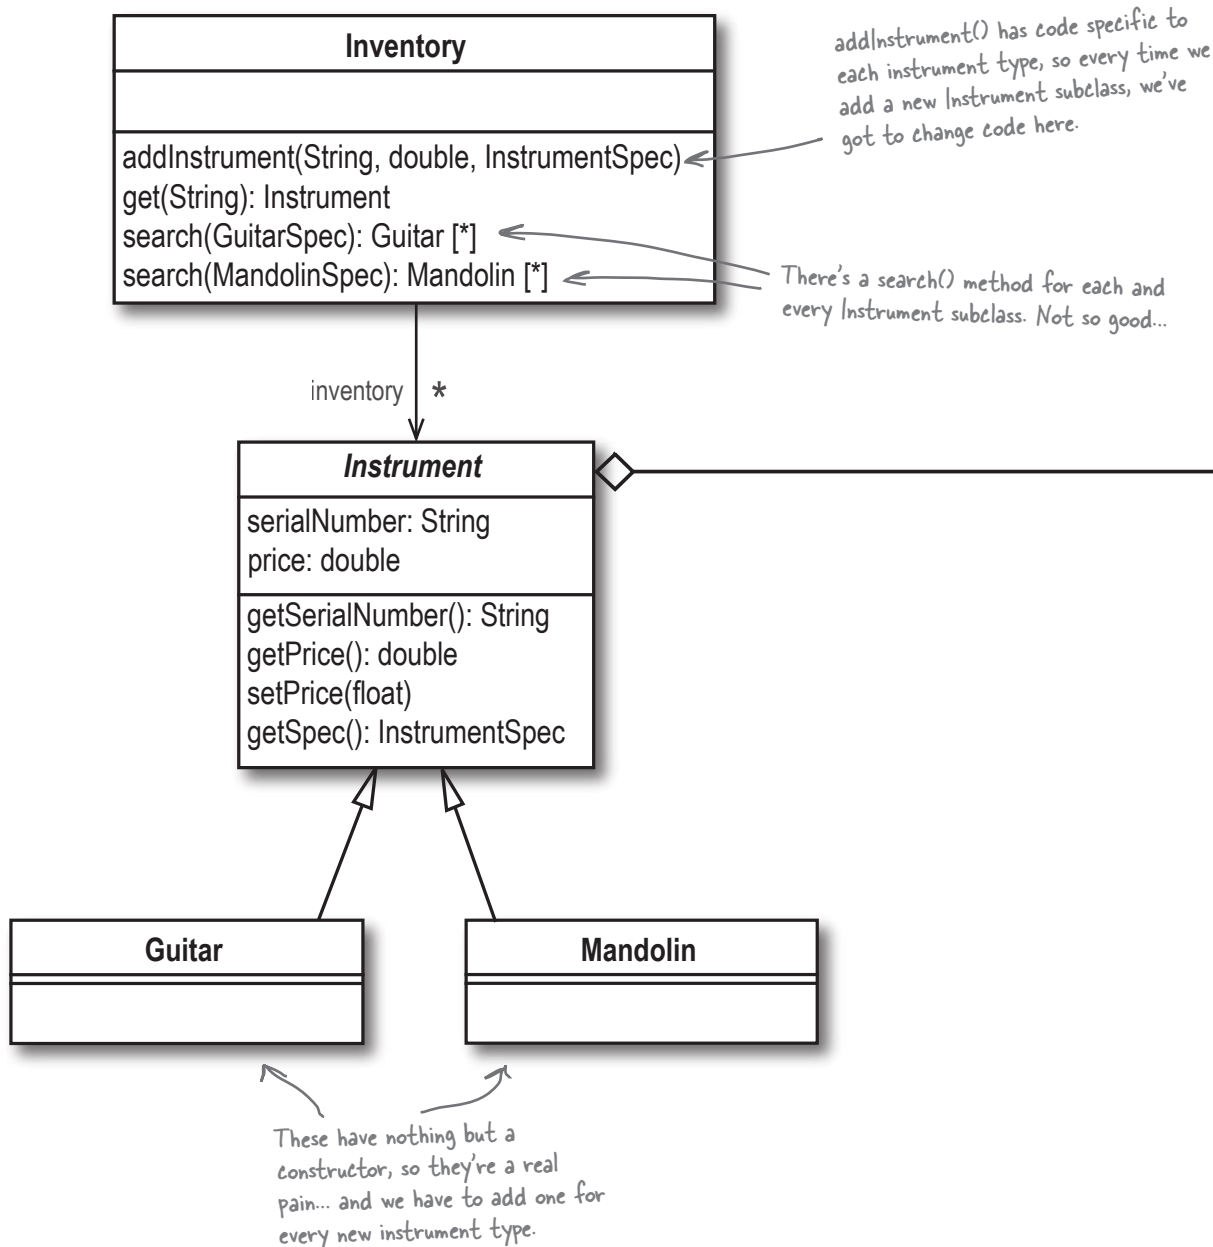 Inventory
addInstrument(String, double, InstrumentSpec)
get(String): Instrument
search(GuitarSpec): Guitar [*]
search(MandolinSpec): Mandolin [*]
addInstrument() has code specific to
each instrument type, so every time we
add a new Instrument subclass, we've
got to change code here.
There's a search() method for each and
every Instrument subclass. Not so good...
inventory *
Instrument
serialNumber: String
price: double
getSerialNumber(): String
getPrice(): double
setPrice(float)
getSpec(): InstrumentSpec
Guitar
Mandolin
These have nothing but a
constructor, so they're a real
pain... and we have to add one for
every new instrument type.